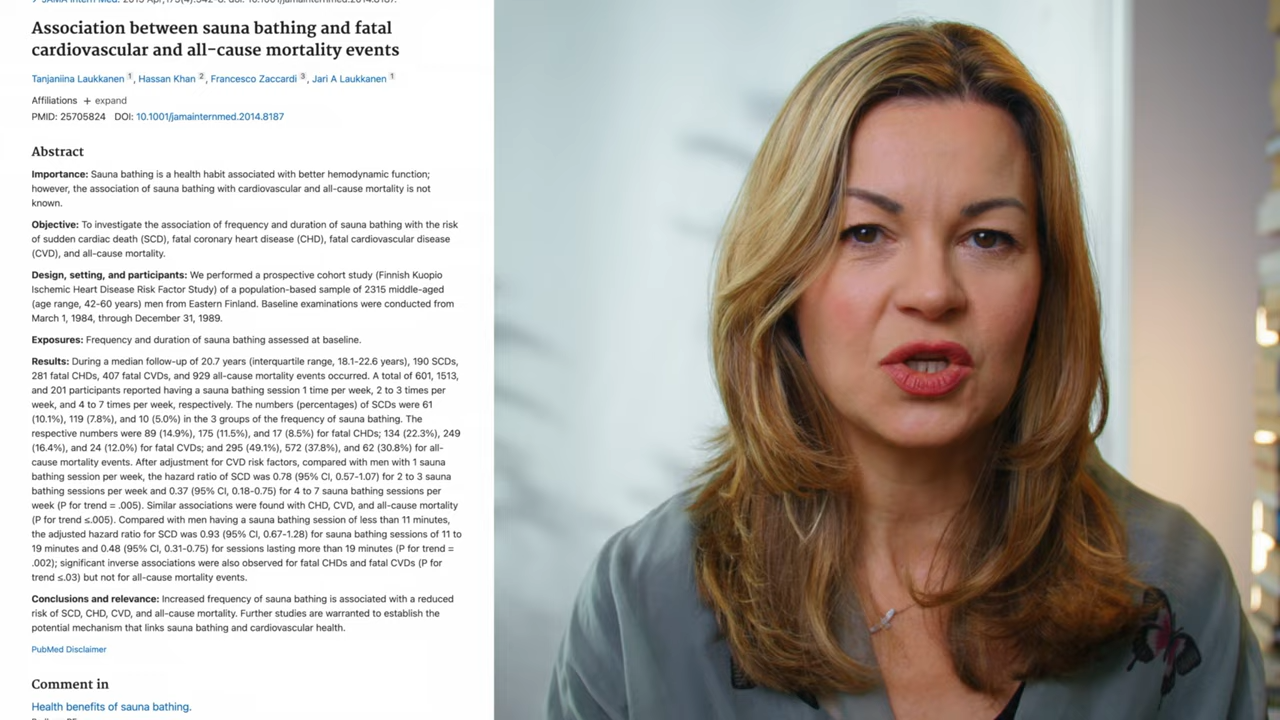 JAMA Intern Med. 2015 Apr;175(4):542-8. doi: 10.1001/jamainternmed.2014.8187.
Association between sauna bathing and fatal
cardiovascular and all-cause mortality events
Tanjaniina Laukkanen 1, Hassan Khan 2, Francesco Zaccardi 3, Jari A Laukkanen 1
Affiliations + expand
PMID: 25705824 DOI: 10.1001/jamainternmed.2014.8187
Abstract
Importance: Sauna bathing is a health habit associated with better hemodynamic function;
however, the association of sauna bathing with cardiovascular and all-cause mortality is not
known.
Objective: To investigate the association of frequency and duration of sauna bathing with the risk
of sudden cardiac death (SCD), fatal coronary heart disease (CHD), fatal cardiovascular disease
(CVD), and all-cause mortality.
Design, setting, and participants: We performed a prospective cohort study (Finnish Kuopio
Ischemic Heart Disease Risk Factor Study) of a population-based sample of 2315 middle-aged
(age range, 42-60 years) men from Eastern Finland. Baseline examinations were conducted from
March 1, 1984, through December 31, 1989.
Exposures: Frequency and duration of sauna bathing assessed at baseline.
Results: During a median follow-up of 20.7 years (interquartile range, 18.1-22.6 years), 190 SCDs,
281 fatal CHDs, 407 fatal CVDs, and 929 all-cause mortality events occurred. A total of 601, 1513,
and 201 participants reported having a sauna bathing session 1 time per week, 2 to 3 times per
week, and 4 to 7 times per week, respectively. The numbers (percentages) of SCDs were 61
(10.1%), 119 (7.8%), and 10 (5.0%) in the 3 groups of the frequency of sauna bathing. The
respective numbers were 89 (14.9%), 175 (11.5%), and 17 (8.5%) for fatal CHDs; 134 (22.3%), 249
(16.4%), and 24 (12.0%) for fatal CVDs; and 295 (49.1%), 572 (37.8%), and 62 (30.8%) for all-
cause mortality events. After adjustment for CVD risk factors, compared with men with 1 sauna
bathing session per week, the hazard ratio of SCD was 0.78 (95% CI, 0.57-1.07) for 2 to 3 sauna
bathing sessions per week and 0.37 (95% CI, 0.18-0.75) for 4 to 7 sauna bathing sessions per
week (P for trend = .005). Similar associations were found with CHD, CVD, and all-cause mortality
(P for trend ≤.005). Compared with men having a sauna bathing session of less than 11 minutes,
the adjusted hazard ratio for SCD was 0.93 (95% CI, 0.67-1.28) for sauna bathing sessions of 11 to
19 minutes and 0.48 (95% CI, 0.31-0.75) for sessions lasting more than 19 minutes (P for trend =
.002); significant inverse associations were also observed for fatal CHDs and fatal CVDs (P for
trend ≤.03) but not for all-cause mortality events.
Conclusions and relevance: Increased frequency of sauna bathing is associated with a reduced
risk of SCD, CHD, CVD, and all-cause mortality. Further studies are warranted to establish the
potential mechanism that links sauna bathing and cardiovascular health.
PubMed Disclaimer
Comment in
Health benefits of sauna bathing.